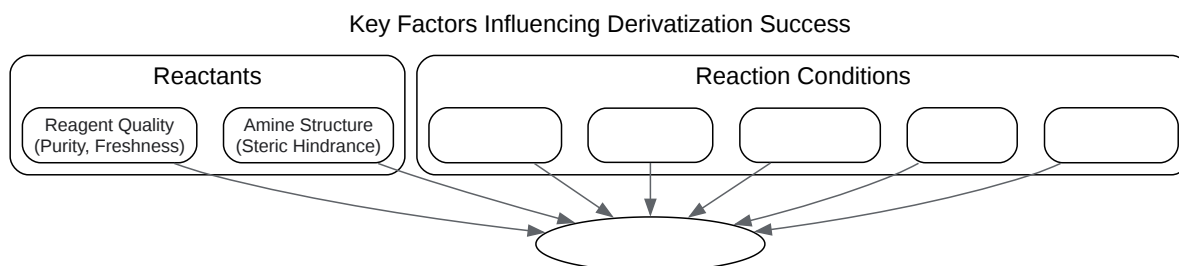 Key Factors Influencing Derivatization Success
Reactants
Reaction Conditions
Reagent Quality
(Purity, Freshness)
Amine Structure
(Steric Hindrance)